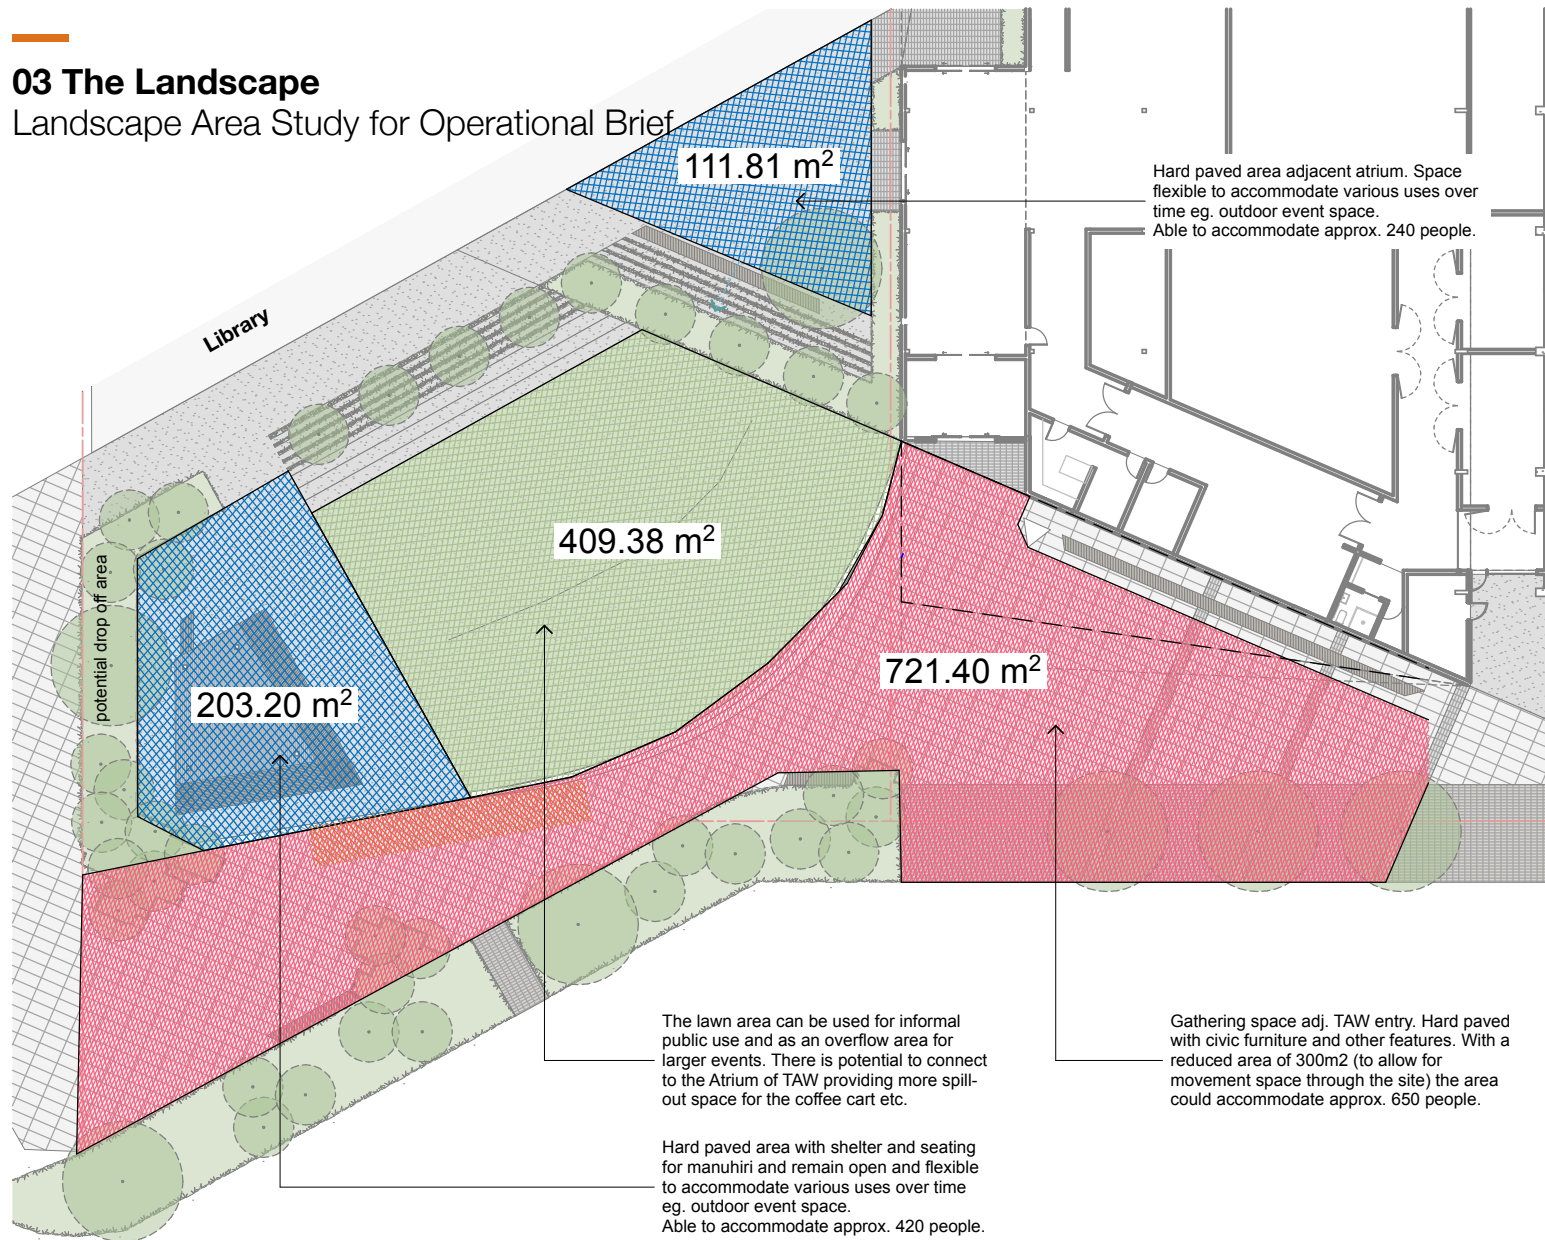 03 The Landscape
Landscape Area Study for Operational Brief
111.81 m²
Hard paved area adjacent atrium. Space
flexible to accommodate various uses over
time eg. outdoor event space.
Able to accommodate approx. 240 people.
Library
409.38 m²
potential drop off area
203.20 m²
721.40 m²
The lawn area can be used for informal
public use and as an overflow area for
larger events. There is potential to connect
to the Atrium of TAW providing more spill-
out space for the coffee cart etc.
Gathering space adj. TAW entry. Hard paved
with civic furniture and other features. With a
reduced area of 300m2 (to allow for
movement space through the site) the area
could accommodate approx. 650 people.
Hard paved area with shelter and seating
for manuhiri and remain open and flexible
to accommodate various uses over time
eg. outdoor event space.
Able to accommodate approx. 420 people.